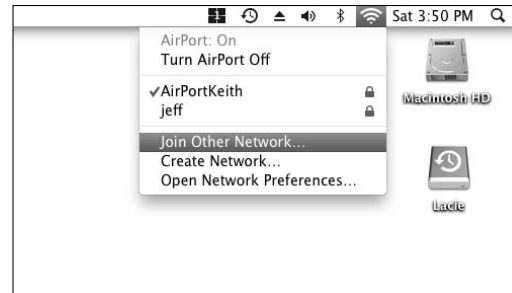 Sat 3:50 PM
AirPort: On
Turn AirPort Off
✓AirPortKeith
jeff
Macintosh HD
Join Other Network...
Create Network...
Open Network Preferences...
Lacie